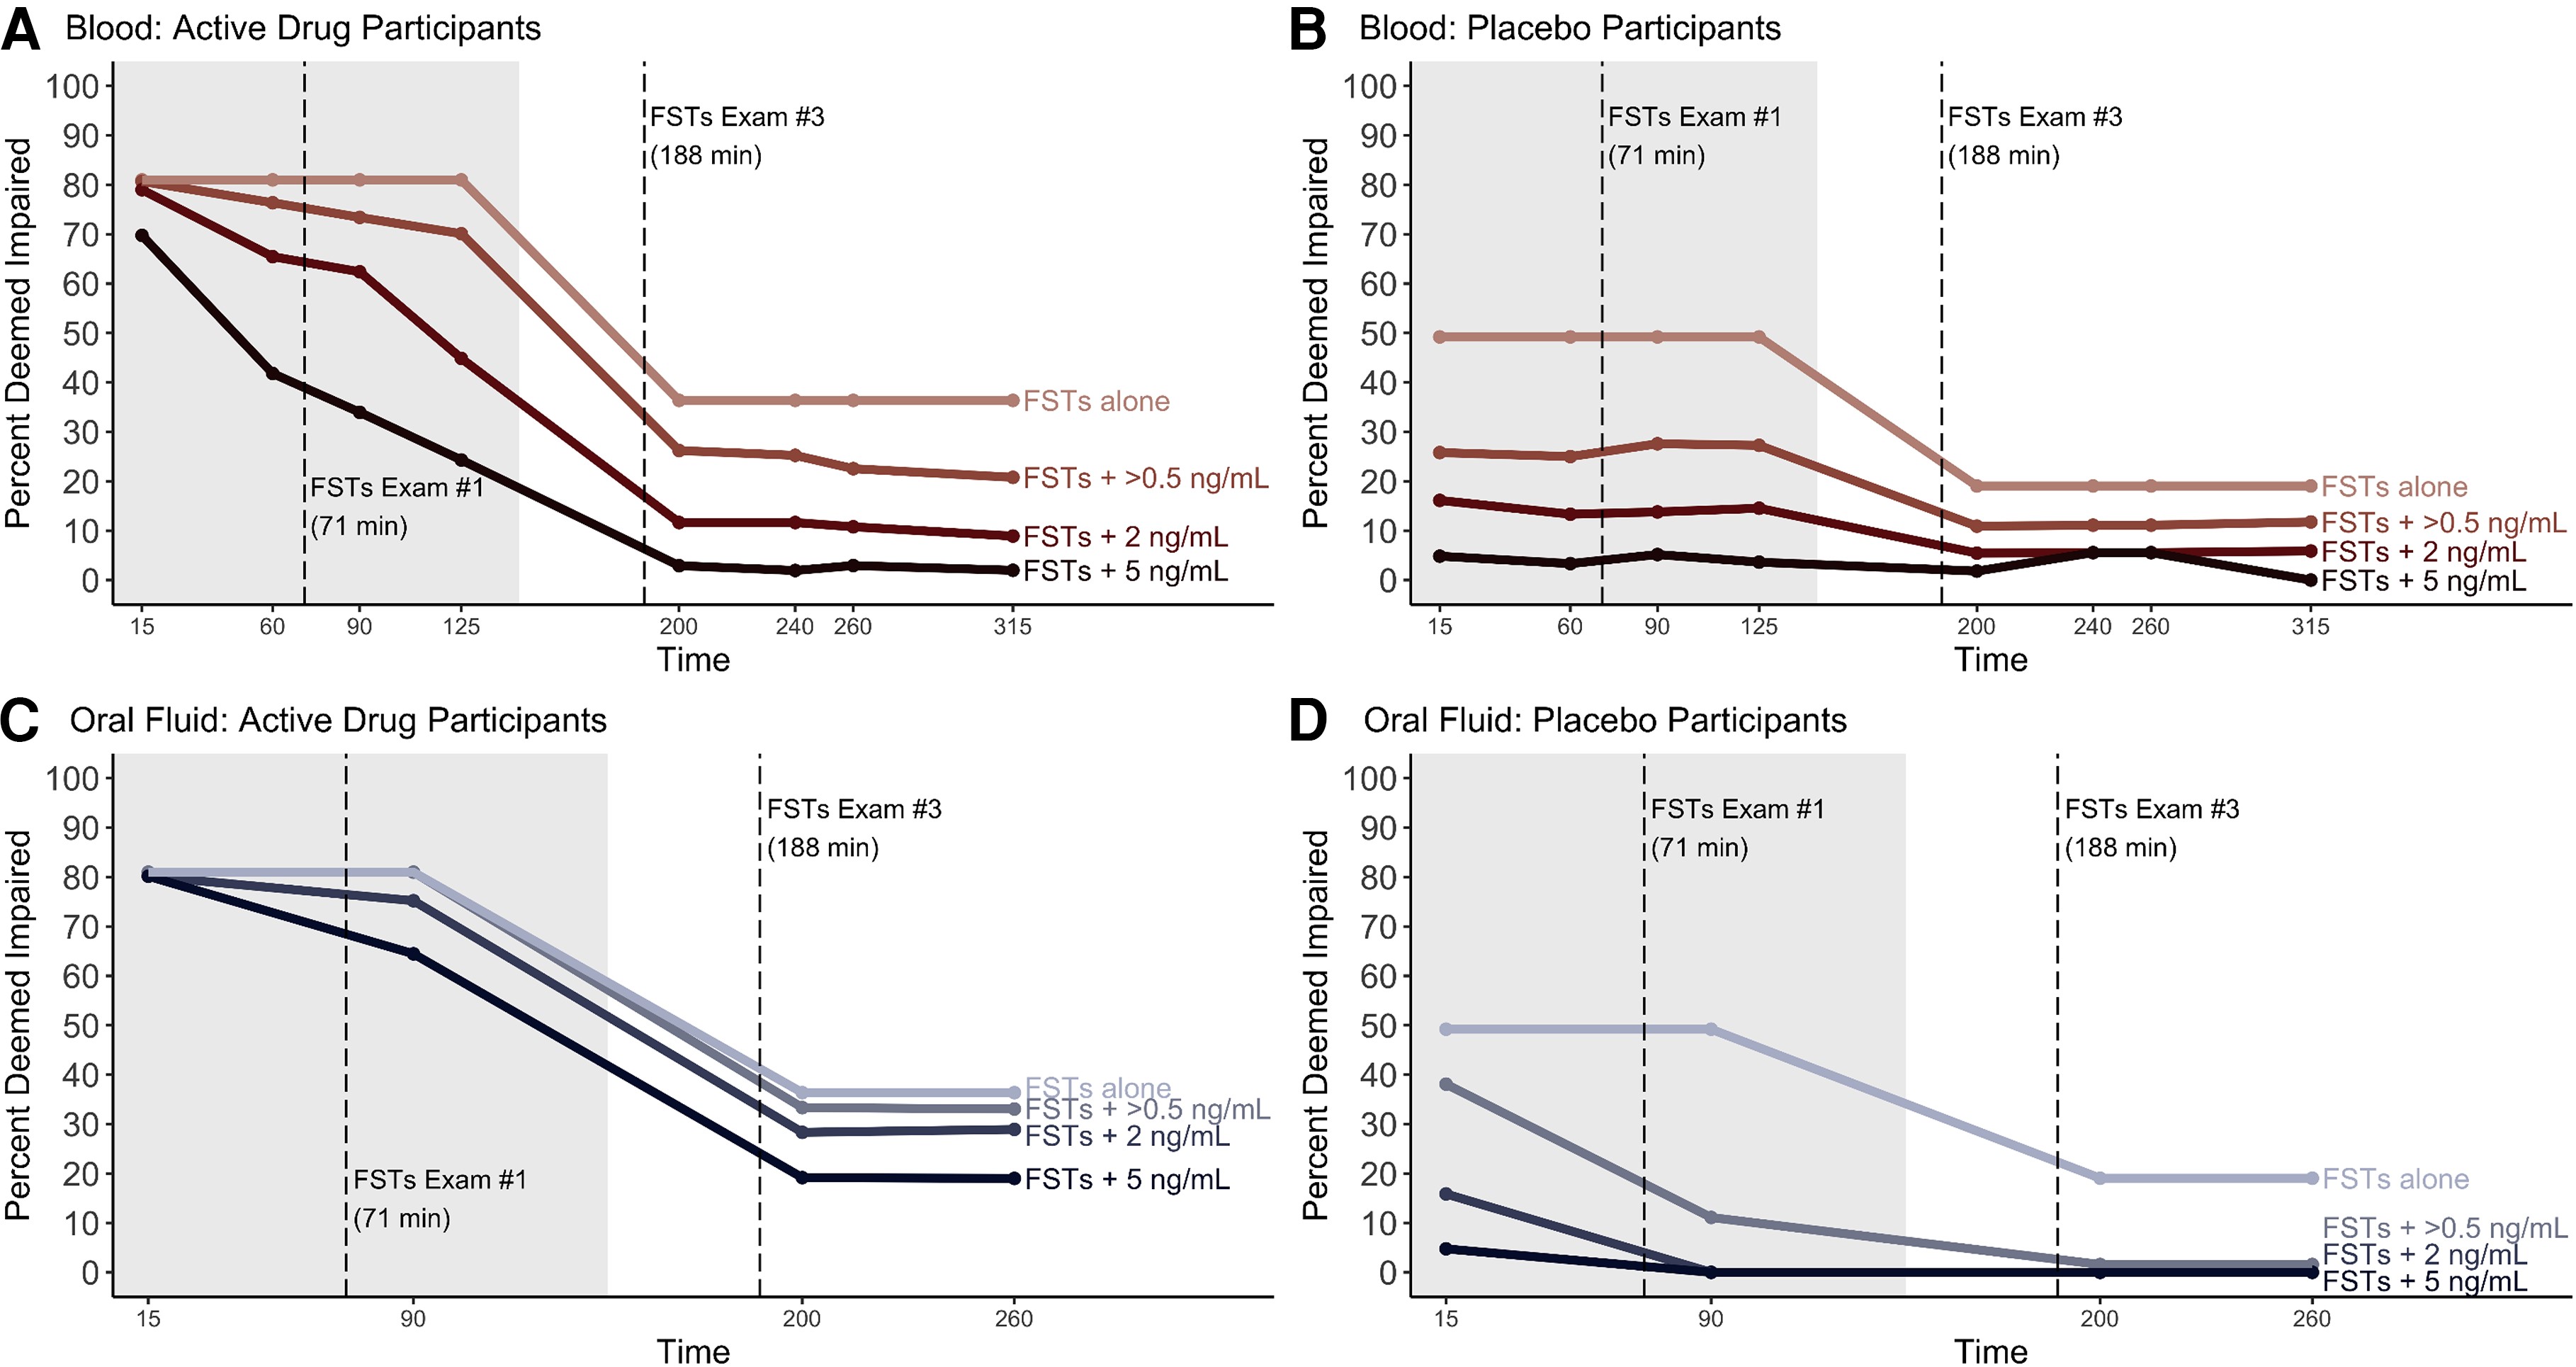 A Blood: Active Drug Participants
Percent Deemed Impaired
100
90
80
70
60
50
40
30
20
10
0
FSTs Exam #3
(188 min)
FSTs Exam #1
(71 min)
FSTs alone
FSTs + >0.5 ng/mL
FSTs + 2 ng/mL
FSTs + 5 ng/mL
15 60 90 125 200 240 260 315
Time
B Blood: Placebo Participants
Percent Deemed Impaired
100
90
80
70
60
50
40
30
20
10
0
FSTs Exam #1
(71 min)
FSTs Exam #3
(188 min)
FSTs alone
FSTs + >0.5 ng/mL
FSTs + 2 ng/mL
FSTs + 5 ng/mL
15 60 90 125 200 240 260 315
Time
C Oral Fluid: Active Drug Participants
Percent Deemed Impaired
100
90
80
70
60
50
40
30
20
10
0
FSTs Exam #3
(188 min)
FSTs Exam #1
(71 min)
FSTs alone
FSTs + >0.5 ng/mL
FSTs + 2 ng/mL
FSTs + 5 ng/mL
15 90 200 260
Time
D Oral Fluid: Placebo Participants
Percent Deemed Impaired
100
90
80
70
60
50
40
30
20
10
0
FSTs Exam #1
(71 min)
FSTs Exam #3
(188 min)
FSTs alone
FSTs + >0.5 ng/mL
FSTs + 2 ng/mL
FSTs + 5 ng/mL
15 90 200 260
Time